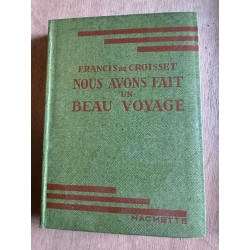 FRANCIS DE CROISSET
NOUS AVONS FAIT
UN
BEAU VOYAGE
HACHETTE